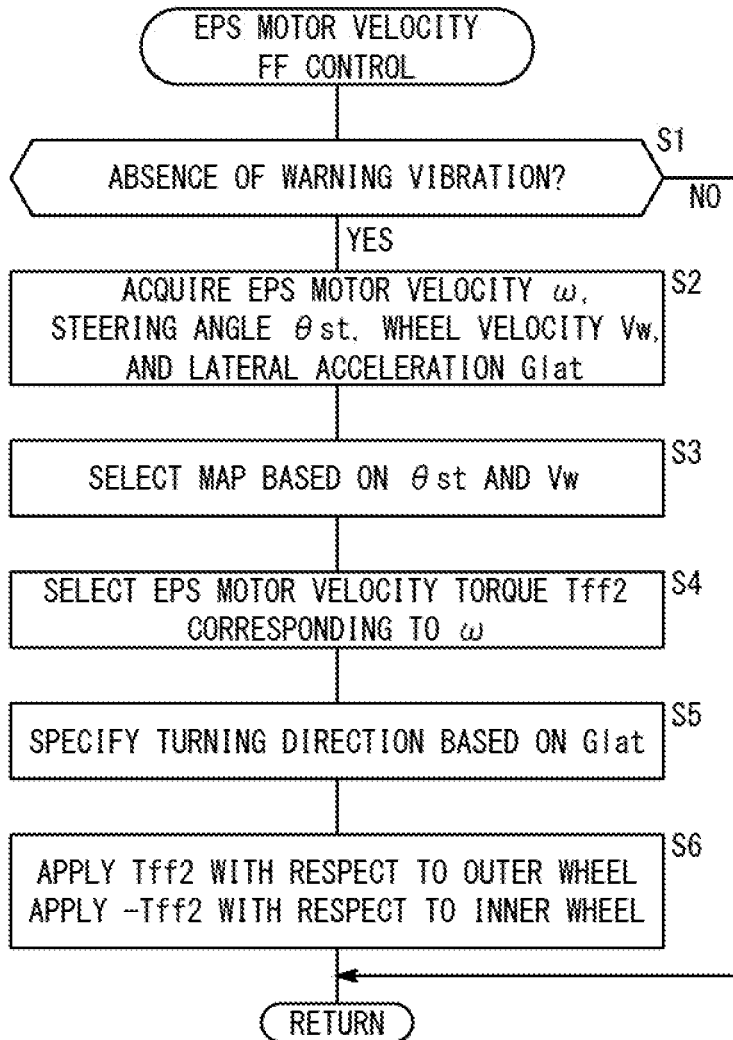 EPS MOTOR VELOCITY
FF CONTROL
S1
ABSENCE OF WARNING VIBRATION?
NO
YES
S2
ACQUIRE EPS MOTOR VELOCITY ω,
STEERING ANGLE θst, WHEEL VELOCITY Vw,
AND LATERAL ACCELERATION Glat
S3
SELECT MAP BASED ON θst AND Vw
S4
SELECT EPS MOTOR VELOCITY TORQUE Tff2
CORRESPONDING TO ω
S5
SPECIFY TURNING DIRECTION BASED ON Glat
S6
APPLY Tff2 WITH RESPECT TO OUTER WHEEL
APPLY -Tff2 WITH RESPECT TO INNER WHEEL
RETURN